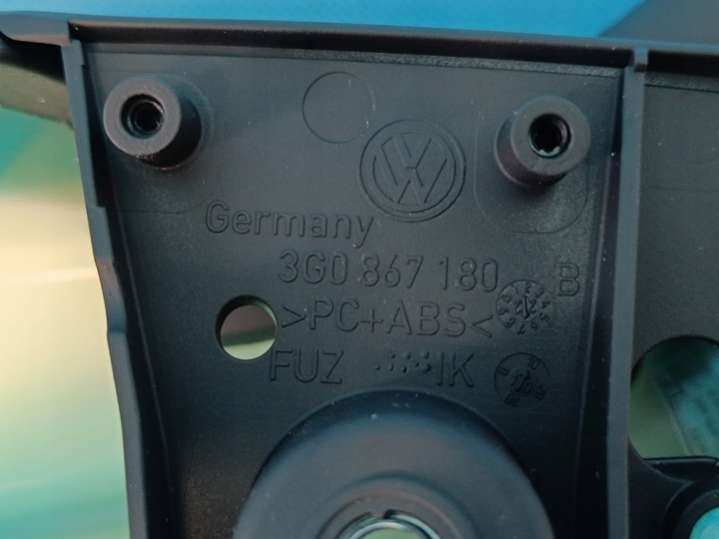 Germany
3G0 867 180 B
>PC+ABS<
FUZ IK